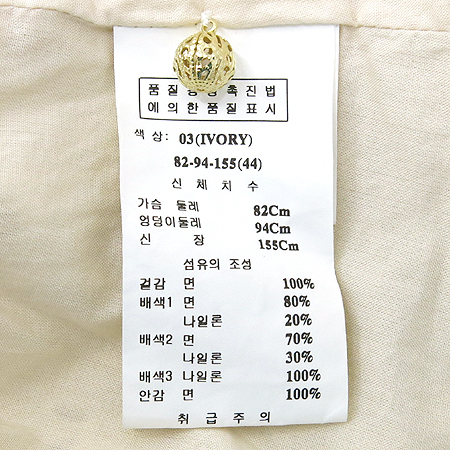 품질 촉진법
에의한품질표시
색 상: 03(IVORY)
82-94-155(44)
신 체 치 수
가슴 둘레 82Cm
엉덩이둘레 94Cm
신 장 155Cm
섬유의 조성
겉감 면 100%
배색1 면 80%
나일론 20%
배색2 면 70%
나일론 30%
배색3 나일론 100%
안감 면 100%
취 급 주 의